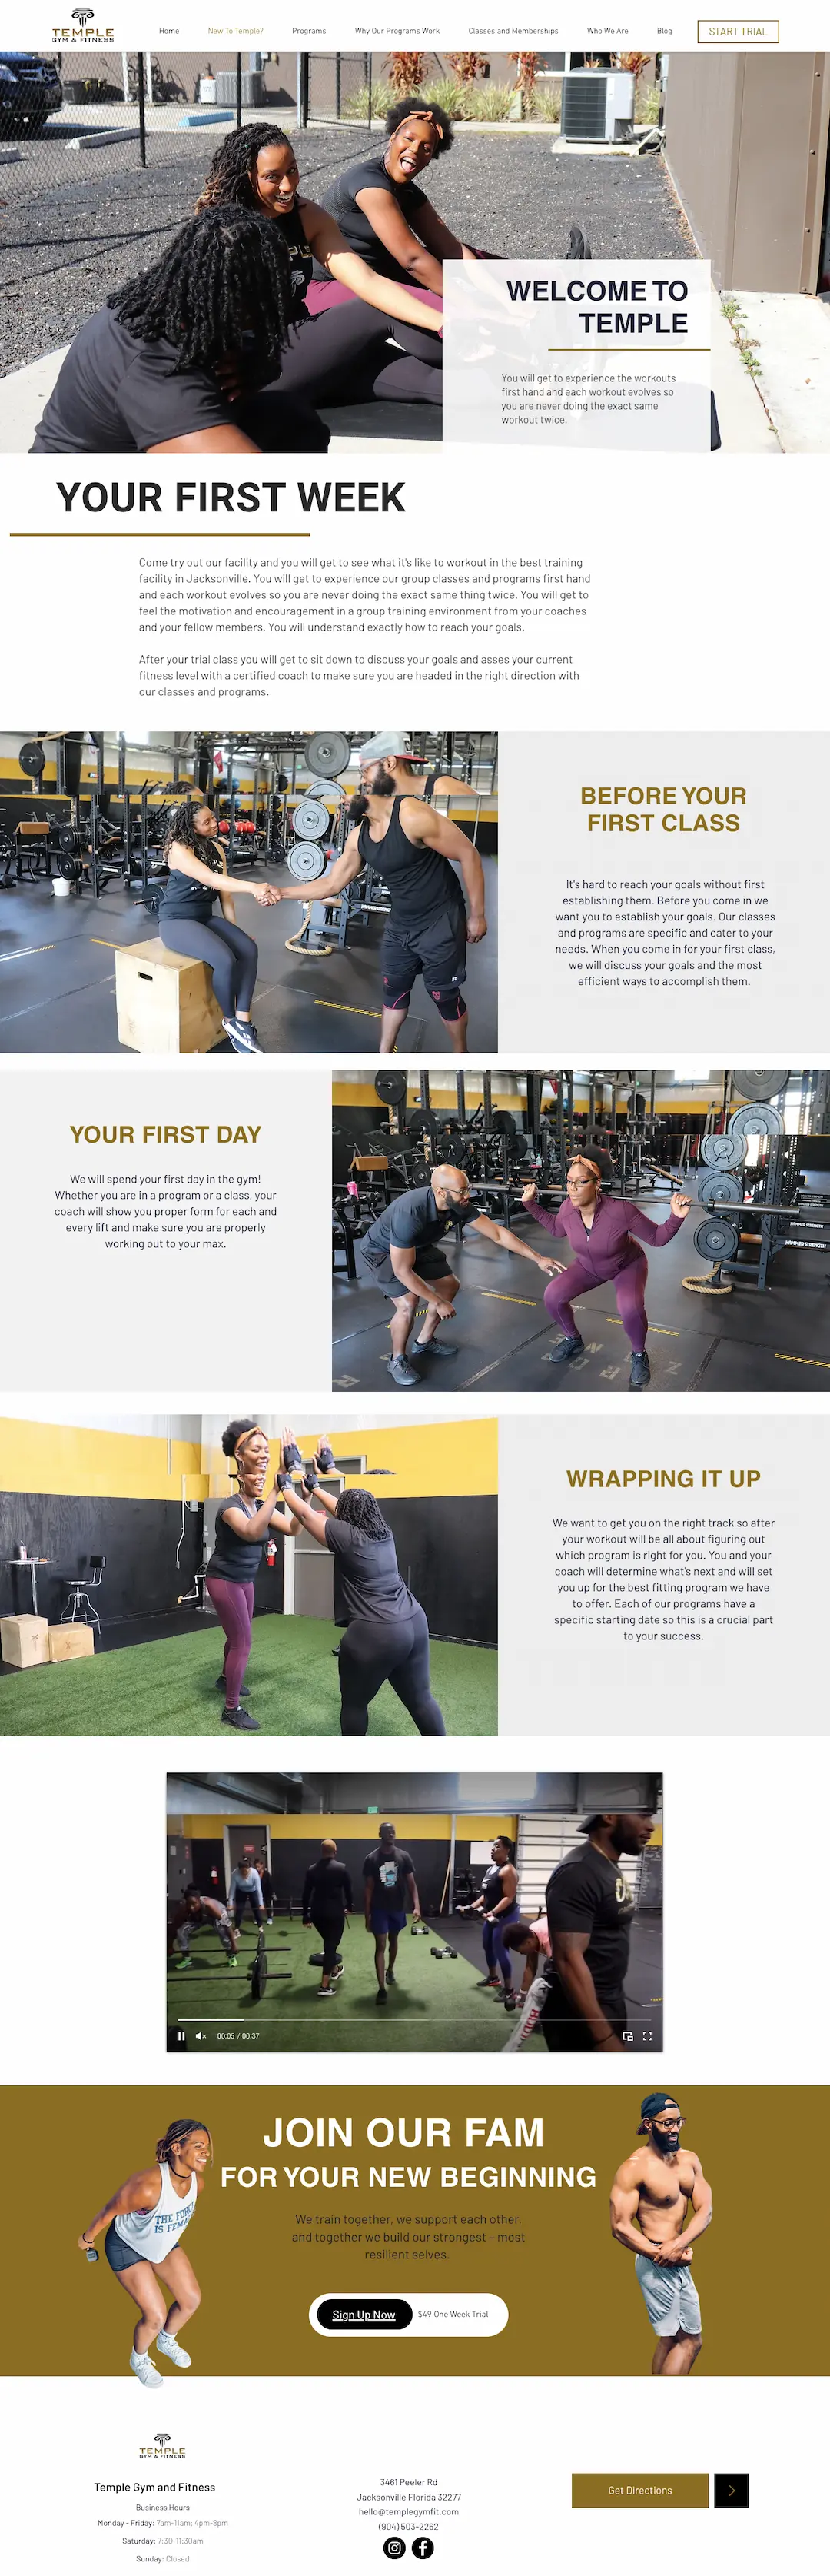 TEMPLE
GYM & FITNESS
Home
New To Temple?
Programs
Why Our Programs Work
Classes and Memberships
Who We Are
Blog
START TRIAL
WELCOME TO
TEMPLE
You will get to experience the workouts
first hand and each workout evolves so
you are never doing the exact same
workout twice.
YOUR FIRST WEEK
Come try out our facility and you will get to see what it's like to workout in the best training
facility in Jacksonville. You will get to experience our group classes and programs first hand
and each workout evolves so you are never doing the exact same thing twice. You will get to
feel the motivation and encouragement in a group training environment from your coaches
and your fellow members. You will understand exactly how to reach your goals.
After your trial class you will get to sit down to discuss your goals and asses your current
fitness level with a certified coach to make sure you are headed in the right direction with
our classes and programs.
BEFORE YOUR
FIRST CLASS
It's hard to reach your goals without first
establishing them. Before you come in we
want you to establish your goals. Our classes
and programs are specific and cater to your
needs. When you come in for your first class,
we will discuss your goals and the most
efficient ways to accomplish them.
YOUR FIRST DAY
We will spend your first day in the gym!
Whether you are in a program or a class, your
coach will show you proper form for each and
every lift and make sure you are properly
working out to your max.
WRAPPING IT UP
We want to get you on the right track so after
your workout will be all about figuring out
which program is right for you. You and your
coach will determine what's next and will set
you up for the best fitting program we have
to offer. Each of our programs have a
specific starting date so this is a crucial part
to your success.
00:05 / 00:37
JOIN OUR FAM
FOR YOUR NEW BEGINNING
We train together, we support each other,
and together we build our strongest – most
resilient selves.
THE FORCE
IS FEMALE
Sign Up Now
$49 One Week Trial
TEMPLE
GYM & FITNESS
Temple Gym and Fitness
Business Hours
Monday - Friday: 7am-11am; 4pm-8pm
Saturday: 7:30-11:30am
Sunday: Closed
3461 Peeler Rd
Jacksonville Florida 32277
hello@templegymfit.com
(904) 503-2262
Get Directions